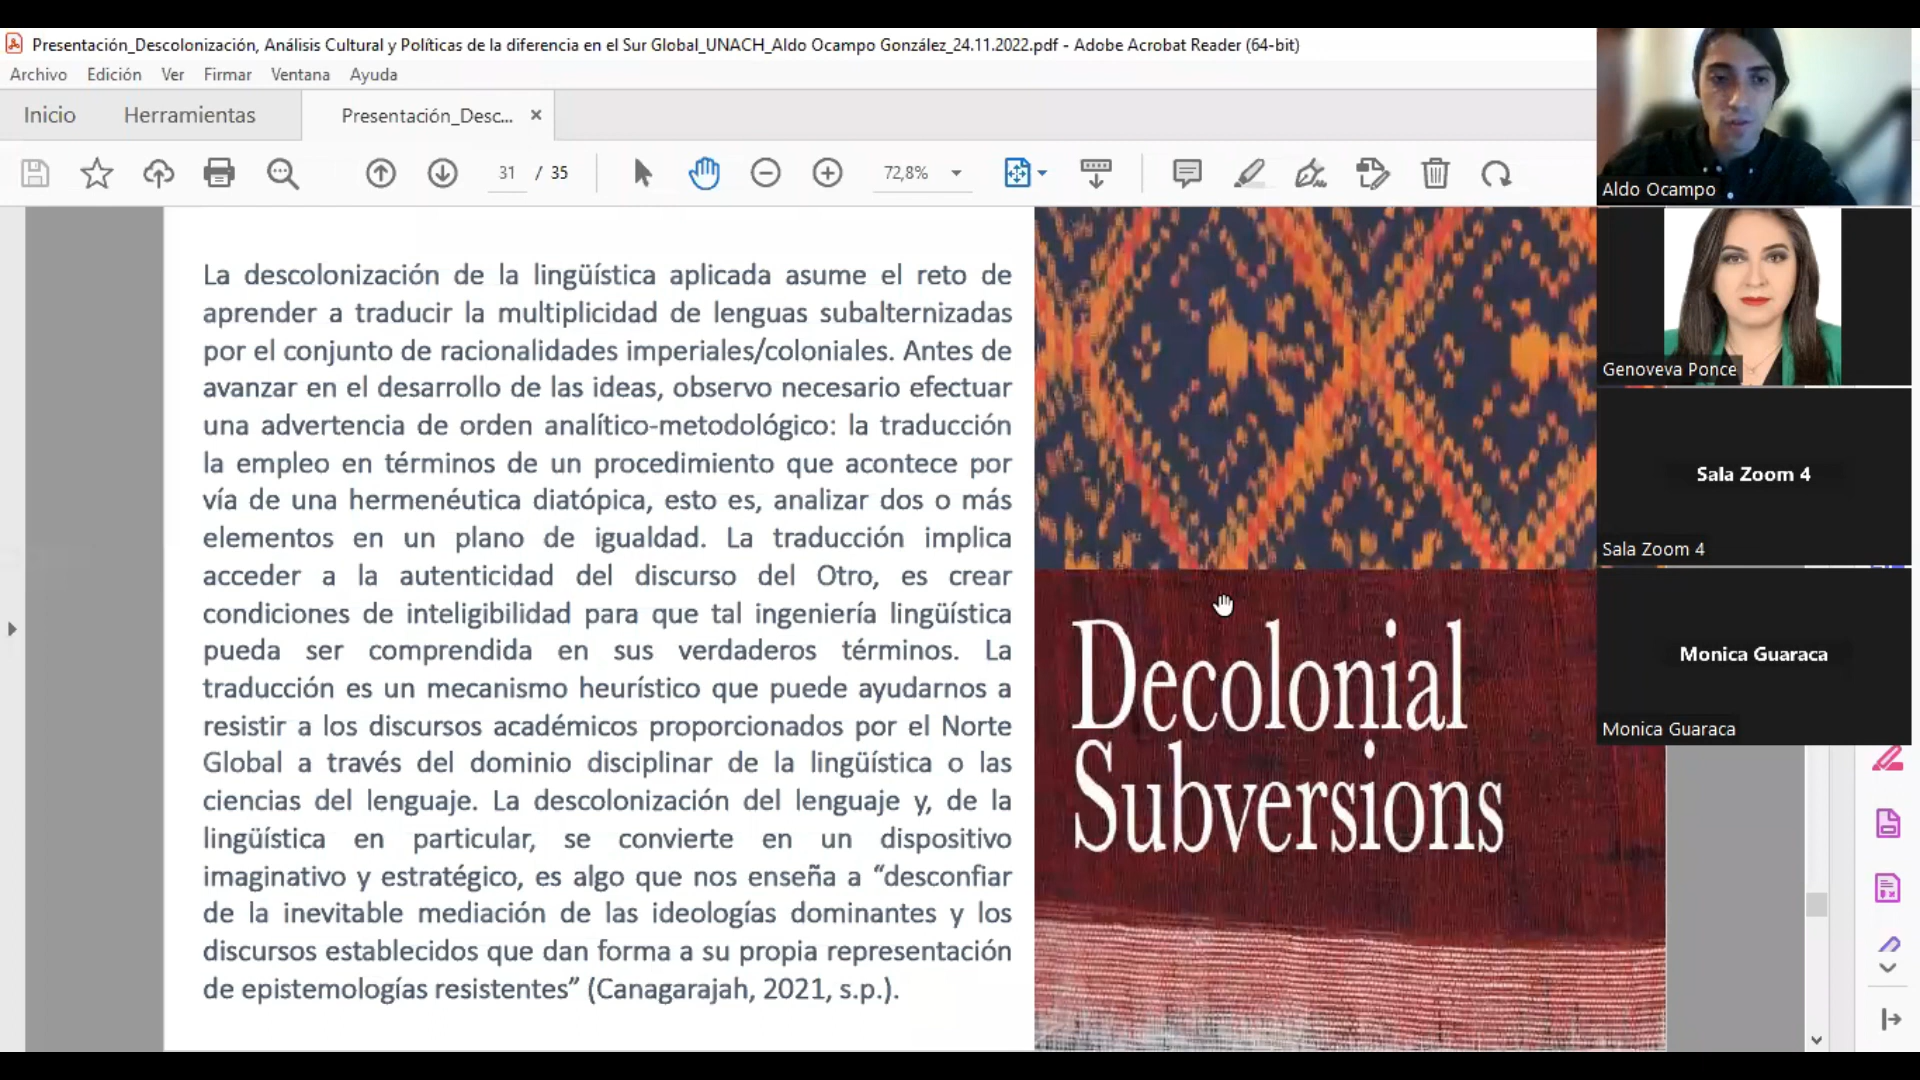 Presentación_Descolonización, Análisis Cultural y Políticas de la diferencia en el Sur Global_UNACH_Aldo Ocampo González_24.11.2022.pdf - Adobe Acrobat Reader (64-bit)
Archivo Edición Ver Firmar Ventana Ayuda
Inicio Herramientas Presentación_Desc... ×
31 / 35 72,8%
La descolonización de la lingüística aplicada asume el reto de
aprender a traducir la multiplicidad de lenguas subalternizadas
por el conjunto de racionalidades imperiales/coloniales. Antes de
avanzar en el desarrollo de las ideas, observo necesario efectuar
una advertencia de orden analítico-metodológico: la traducción
la empleo en términos de un procedimiento que acontece por
vía de una hermenéutica diatópica, esto es, analizar dos o más
elementos en un plano de igualdad. La traducción implica
acceder a la autenticidad del discurso del Otro, es crear
condiciones de inteligibilidad para que tal ingeniería lingüística
pueda ser comprendida en sus verdaderos términos. La
traducción es un mecanismo heurístico que puede ayudarnos a
resistir a los discursos académicos proporcionados por el Norte
Global a través del dominio disciplinar de la lingüística o las
ciencias del lenguaje. La descolonización del lenguaje y, de la
lingüística en particular, se convierte en un dispositivo
imaginativo y estratégico, es algo que nos enseña a “desconfiar
de la inevitable mediación de las ideologías dominantes y los
discursos establecidos que dan forma a su propia representación
de epistemologías resistentes” (Canagarajah, 2021, s.p.).
Decolonial
Subversions
Aldo Ocampo
Genoveva Ponce
Sala Zoom 4
Sala Zoom 4
Monica Guaraca
Monica Guaraca